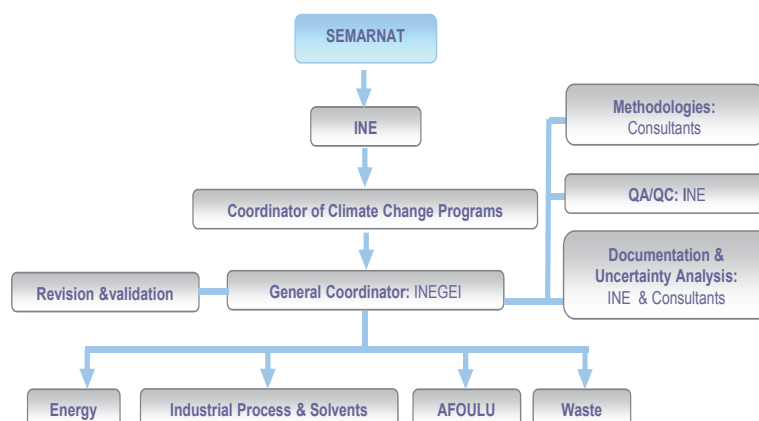 SEMARNAT
INE
Coordinator of Climate Change Programs
General Coordinator: INEGEI
Revision &validation
Methodologies:
Consultants
QA/QC: INE
Documentation &
Uncertainty Analysis:
INE & Consultants
Energy
Industrial Process & Solvents
AFOULU
Waste